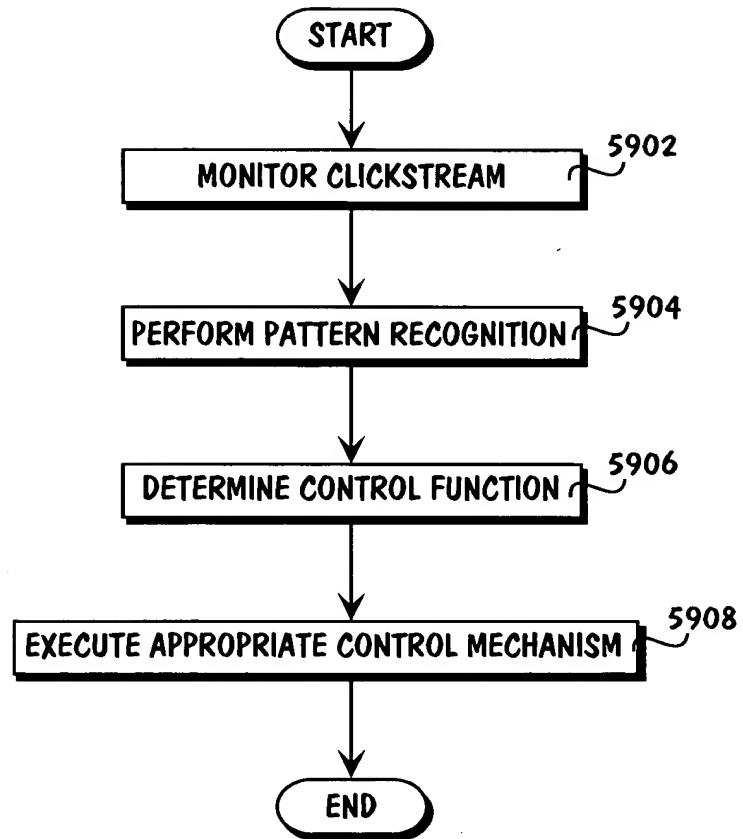 START
MONITOR CLICKSTREAM
5902
PERFORM PATTERN RECOGNITION
5904
DETERMINE CONTROL FUNCTION
5906
EXECUTE APPROPRIATE CONTROL MECHANISM
5908
END